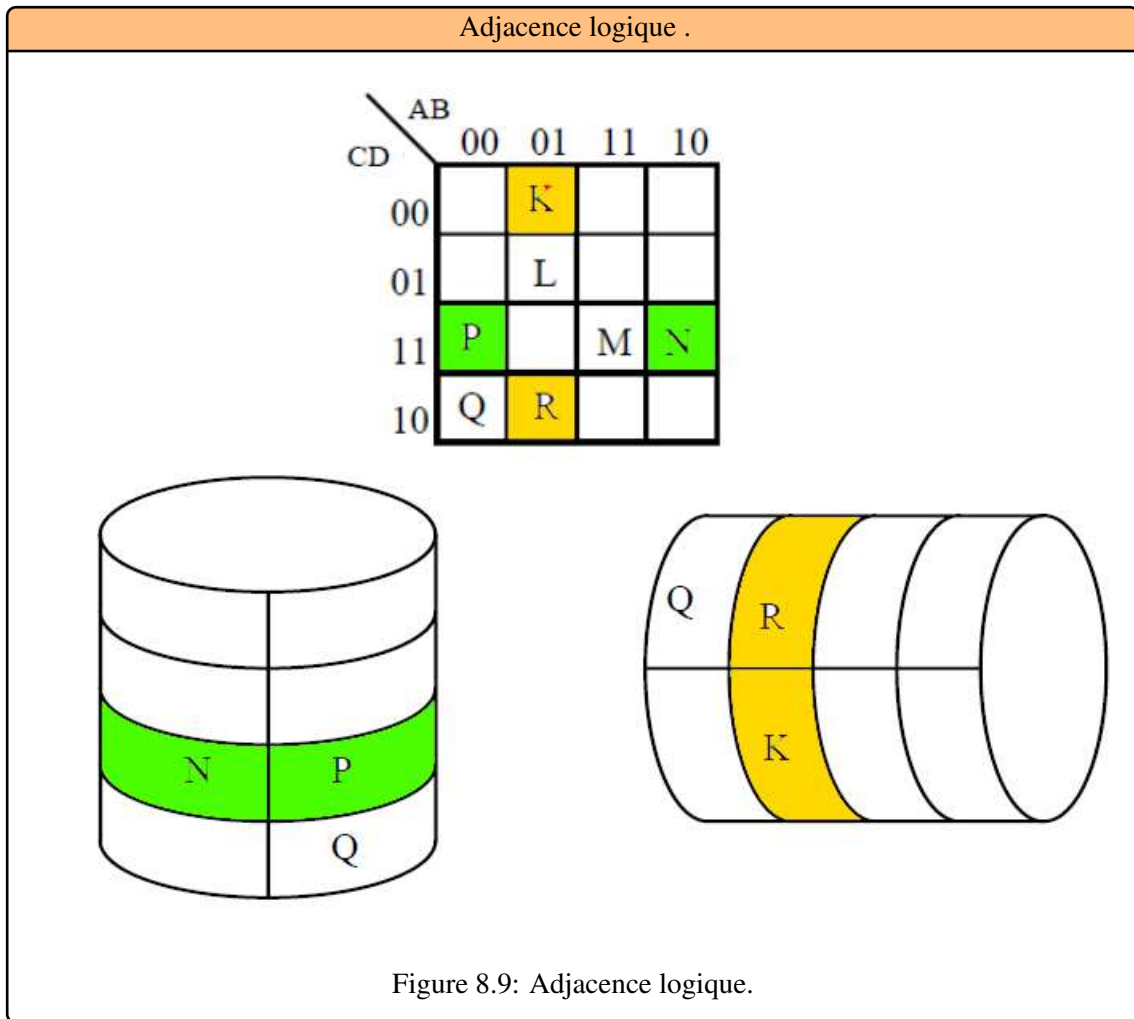 Adjacence logique .
AB
CD
00 01 11 10
00 K
01 L
11 P M N
10 Q R
Q R
K
N P
Q
Figure 8.9: Adjacence logique.